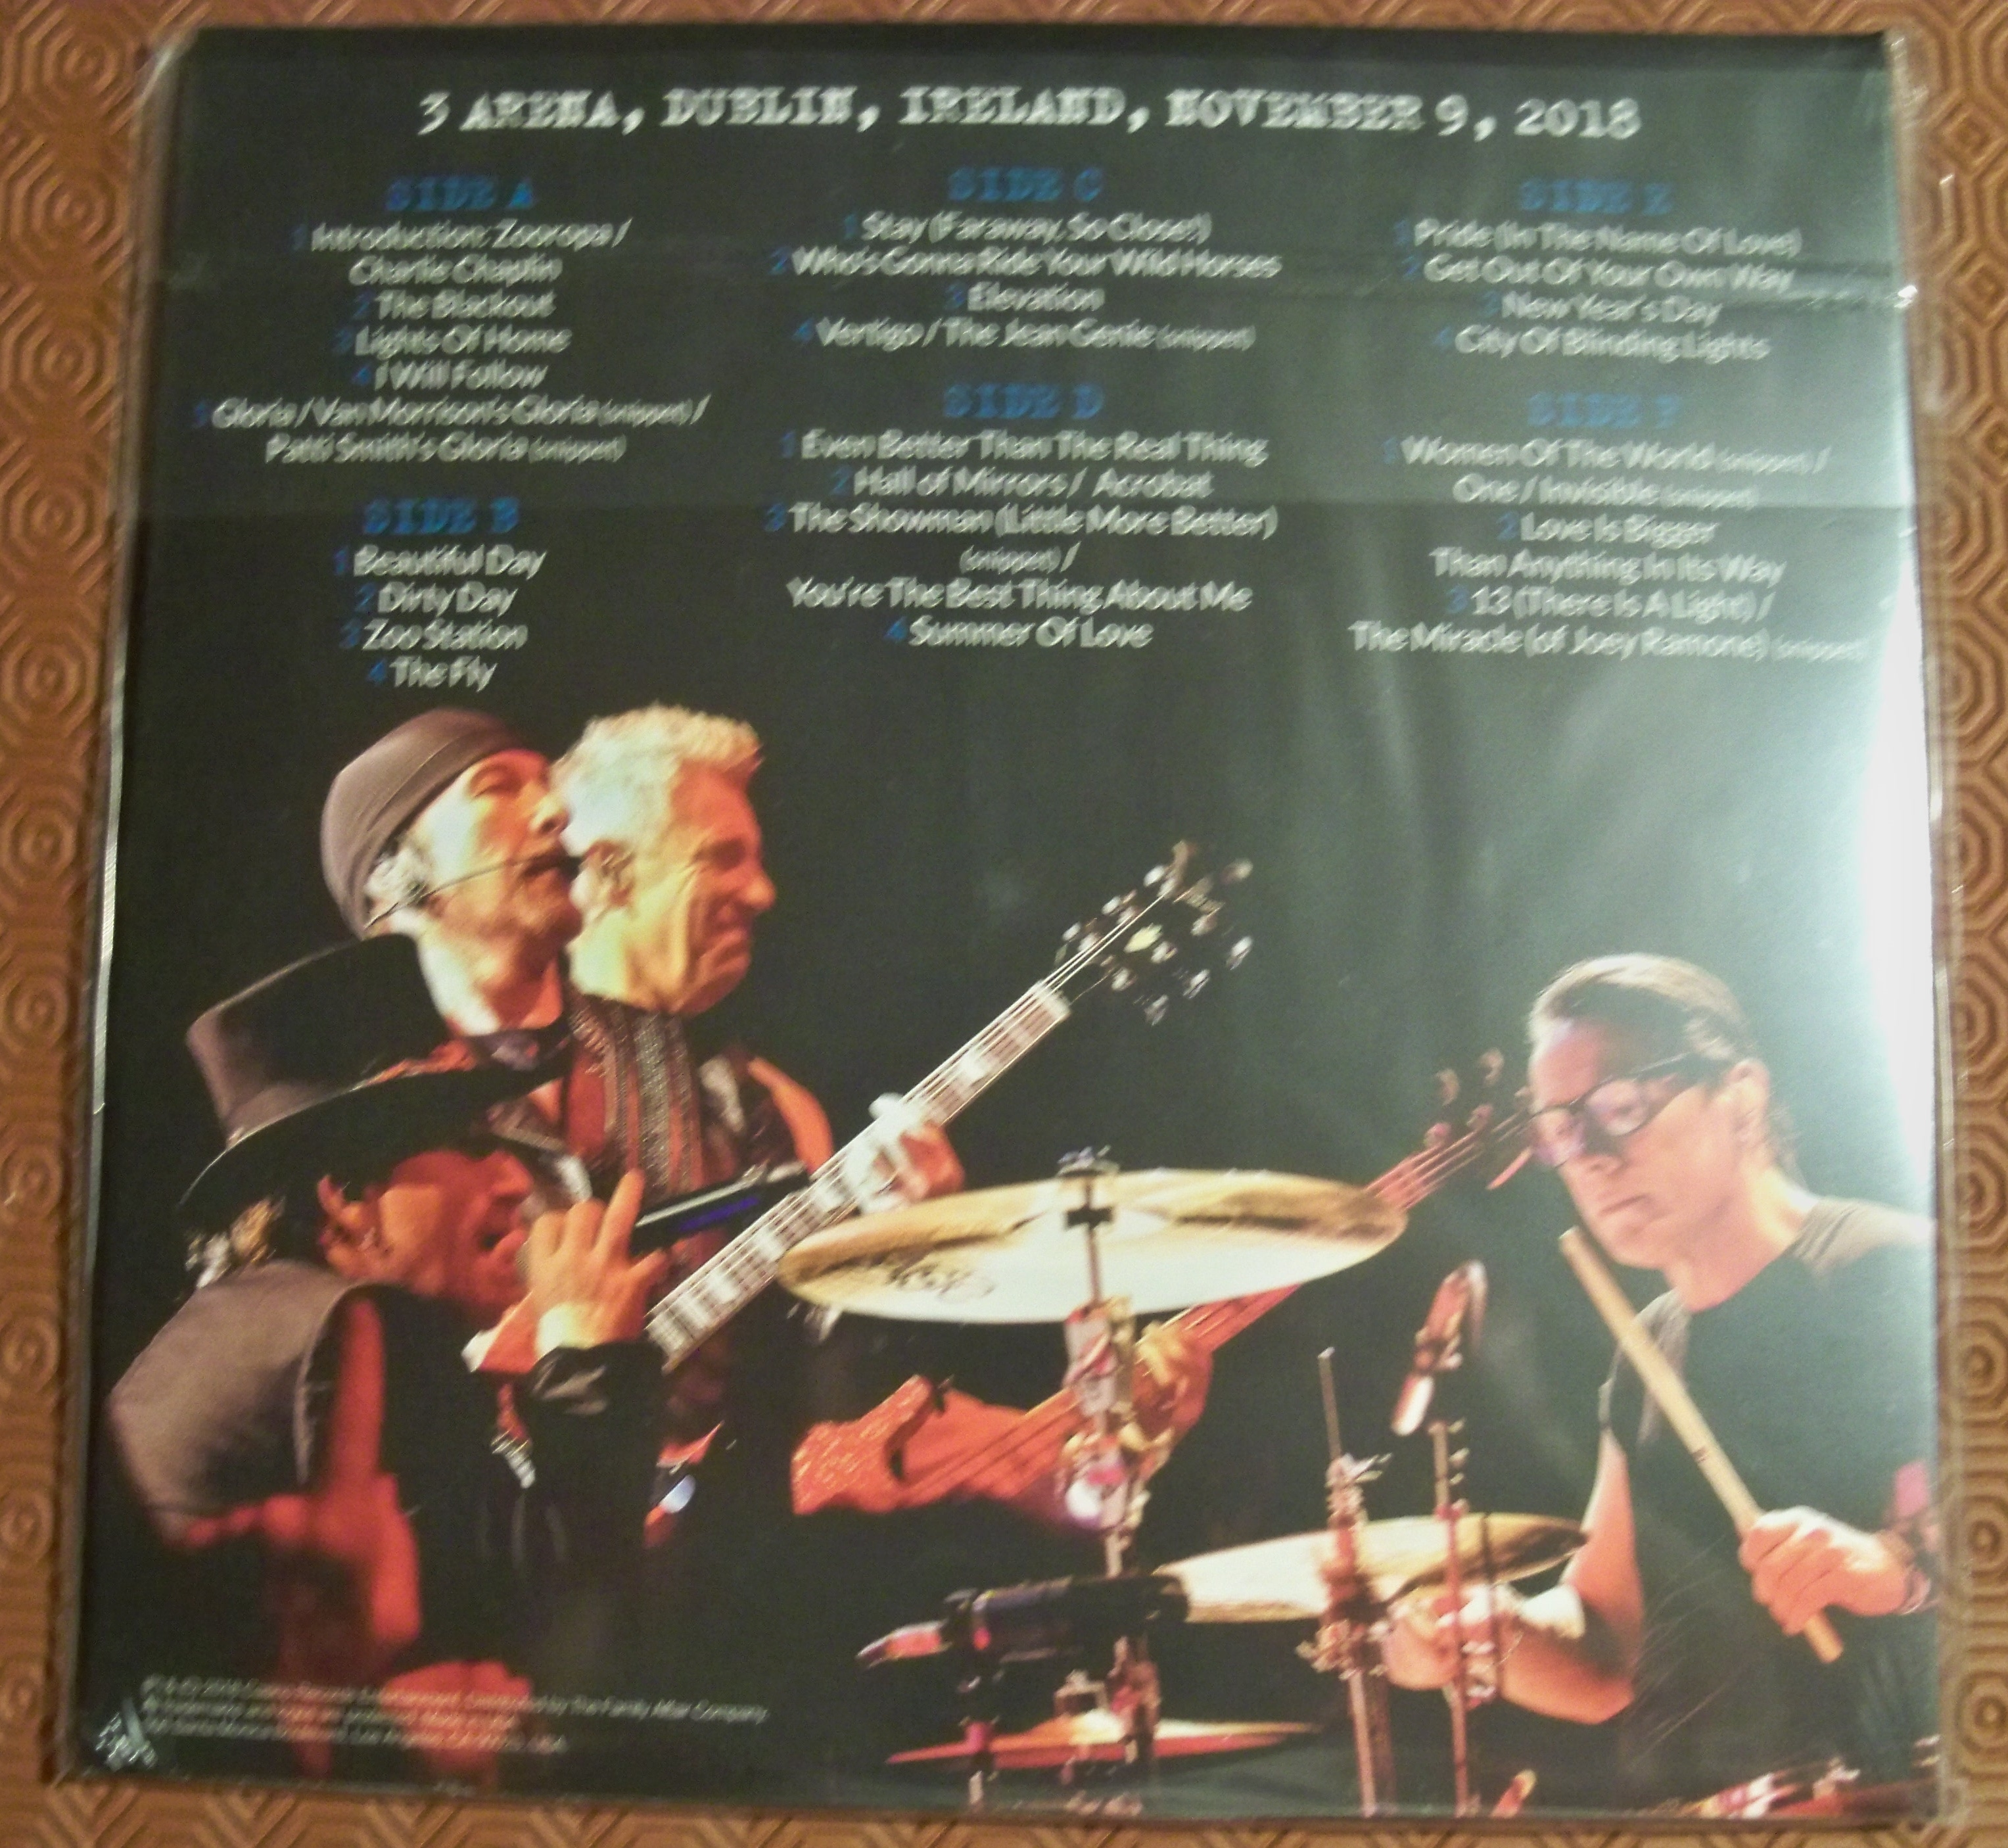 3 ARENA, DUBLIN, IRELAND, NOVEMBER 9, 2018
SIDE A
1 Introduction: Zooropa /
Charlie Chaplin
2 The Blackout
3 Lights Of Home
4 I Will Follow
5 Gloria / Van Morrison's Gloria (snippet) /
Patti Smith's Gloria (snippet)
SIDE B
1 Beautiful Day
2 Dirty Day
3 Zoo Station
4 The Fly
SIDE C
1 Stay (Faraway, So Close!)
2 Who's Gonna Ride Your Wild Horses
3 Elevation
4 Vertigo / The Jean Genie (snippet)
SIDE D
1 Even Better Than The Real Thing
2 Hall of Mirrors / Acrobat
3 The Showman (Little More Better)
(snippet) /
You're The Best Thing About Me
4 Summer Of Love
SIDE E
1 Pride (In The Name Of Love)
2 Get Out Of Your Own Way
3 New Year's Day
4 City Of Blinding Lights
SIDE F
1 Women Of The World (snippet) /
One / Invisible (snippet)
2 Love Is Bigger
Than Anything In Its Way
3 13 (There Is A Light) /
The Miracle (of Joey Ramone) (snippet)
by The Family Affair Company.
Los Angeles, CA